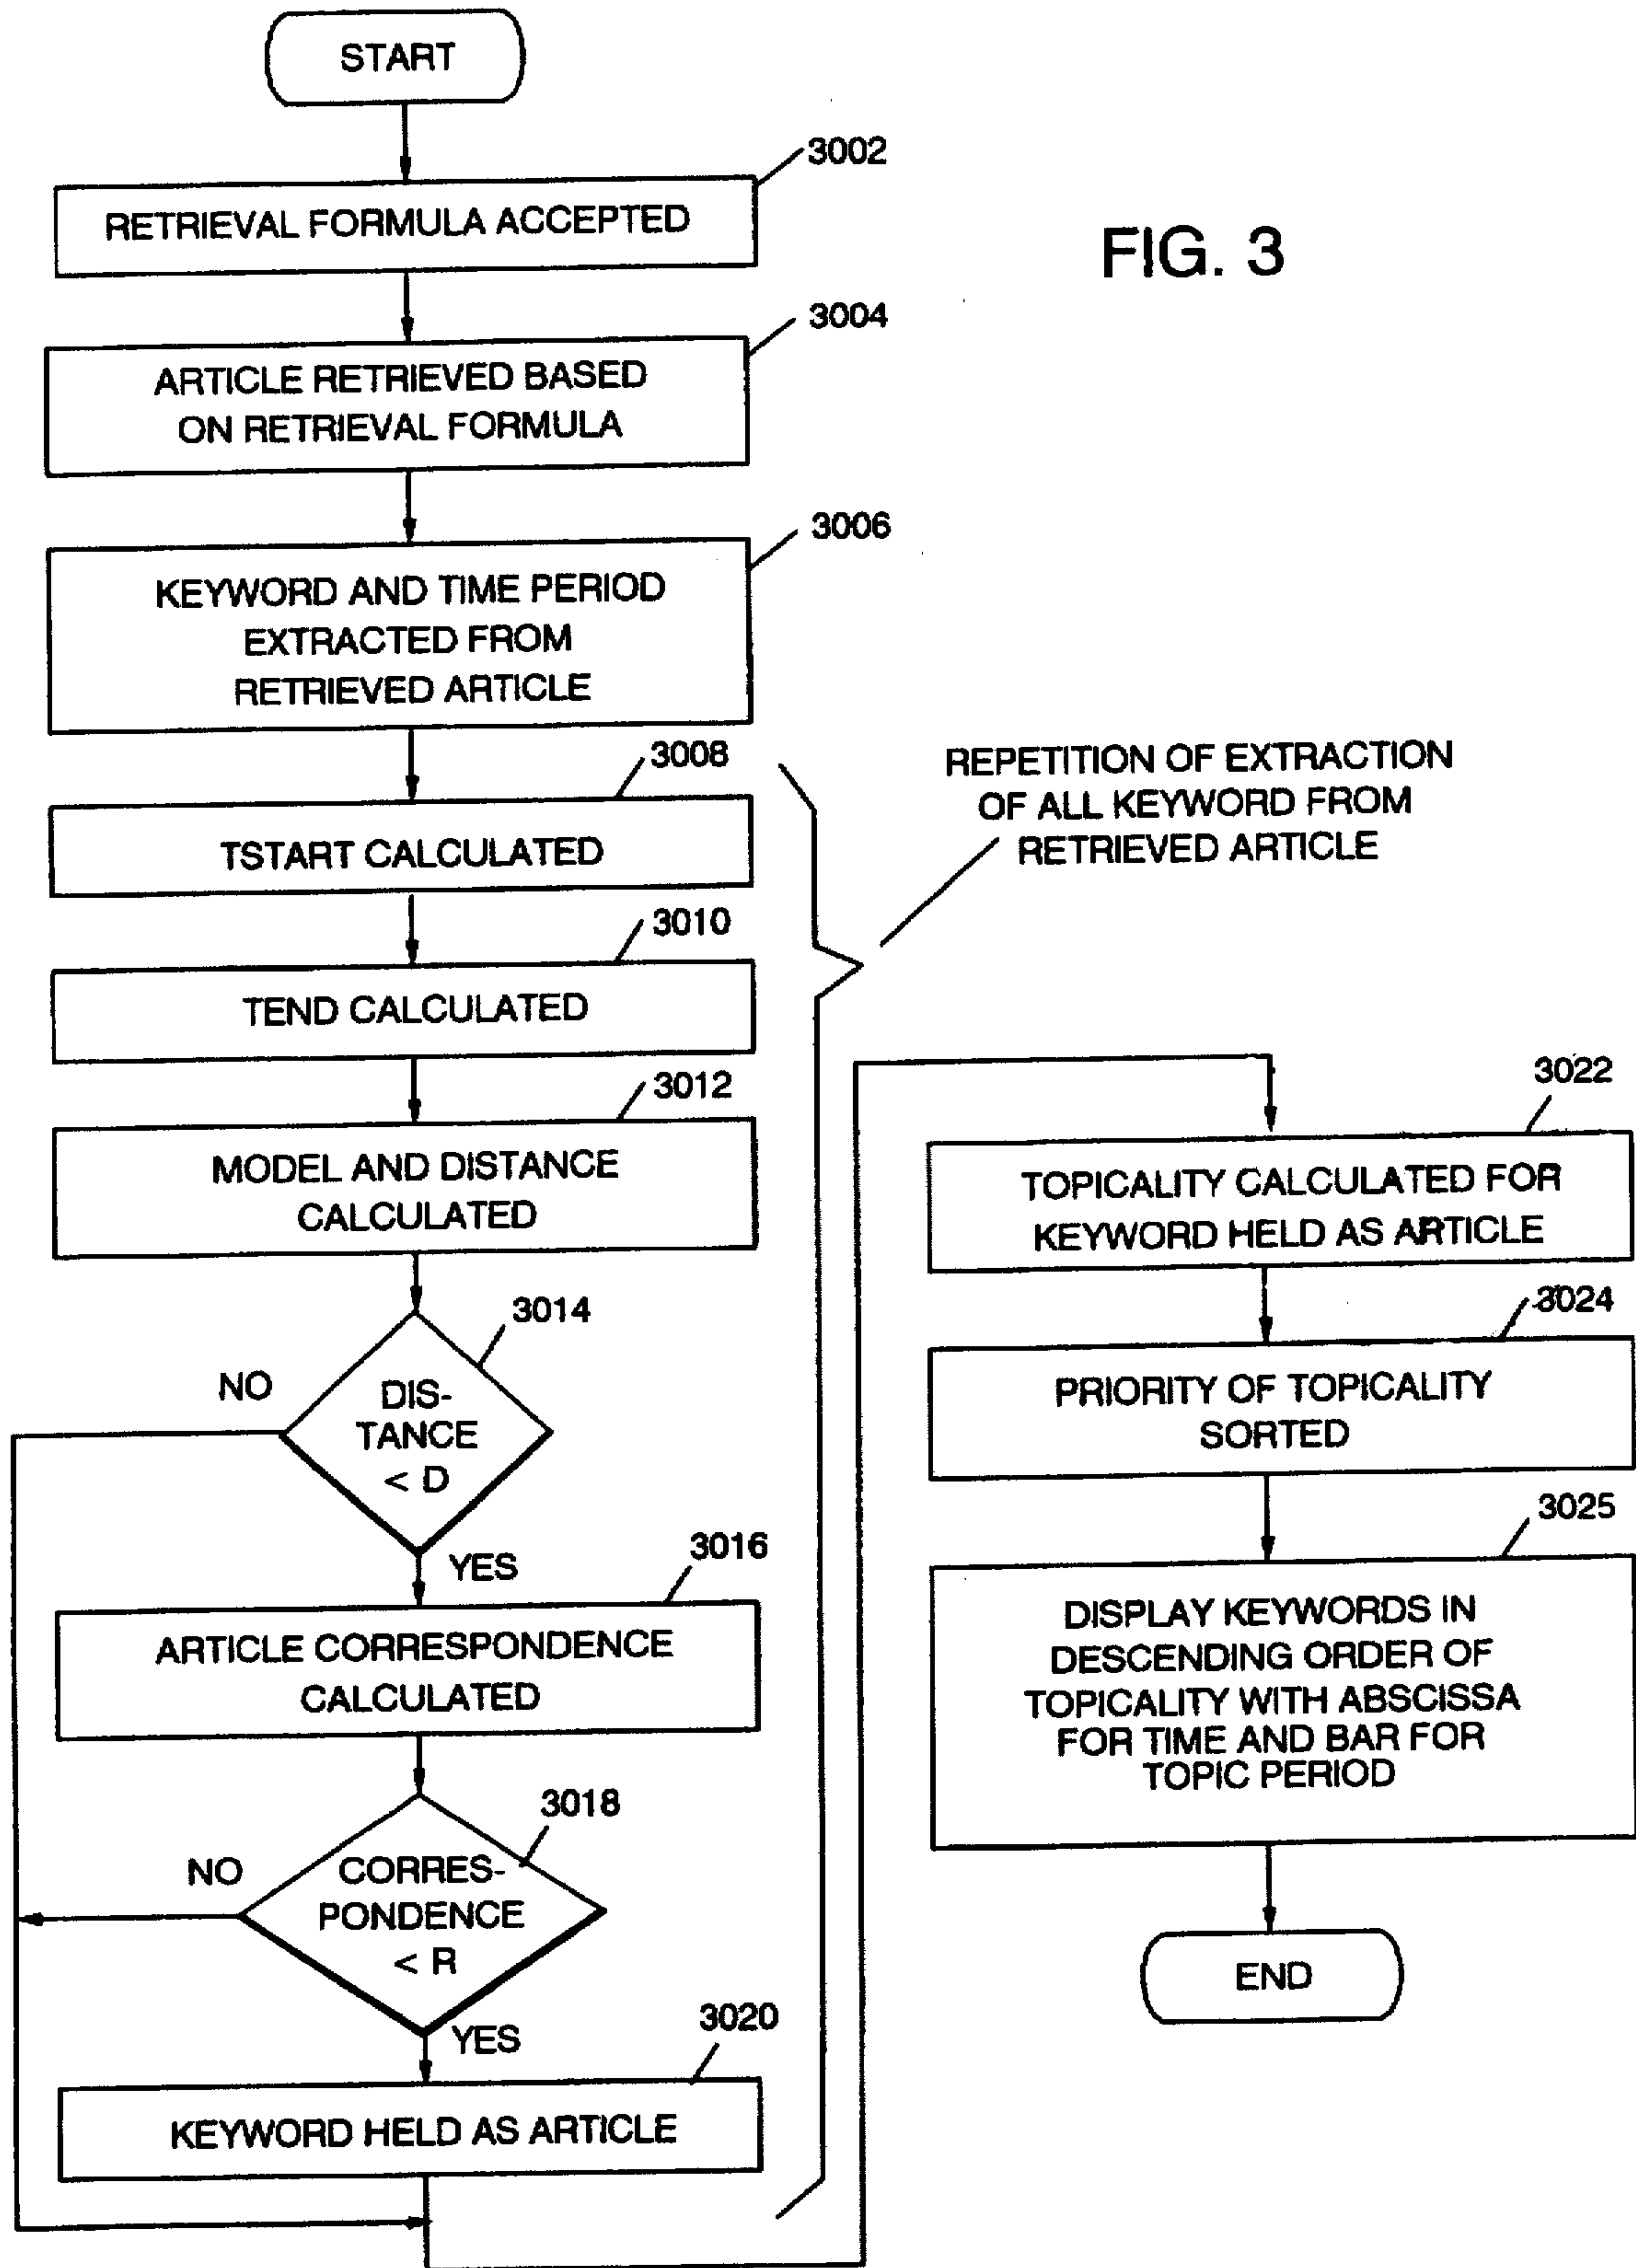 START
3002
RETRIEVAL FORMULA ACCEPTED
FIG. 3
3004
ARTICLE RETRIEVED BASED
ON RETRIEVAL FORMULA
3006
KEYWORD AND TIME PERIOD
EXTRACTED FROM
RETRIEVED ARTICLE
3008
TSTART CALCULATED
REPETITION OF EXTRACTION
OF ALL KEYWORD FROM
RETRIEVED ARTICLE
3010
TEND CALCULATED
3012
MODEL AND DISTANCE
CALCULATED
3014
NO
DIS-
TANCE
< D
YES
3016
ARTICLE CORRESPONDENCE
CALCULATED
3018
NO
CORRES-
PONDENCE
< R
YES
3020
KEYWORD HELD AS ARTICLE
3022
TOPICALITY CALCULATED FOR
KEYWORD HELD AS ARTICLE
3024
PRIORITY OF TOPICALITY
SORTED
3025
DISPLAY KEYWORDS IN
DESCENDING ORDER OF
TOPICALITY WITH ABSCISSA
FOR TIME AND BAR FOR
TOPIC PERIOD
END